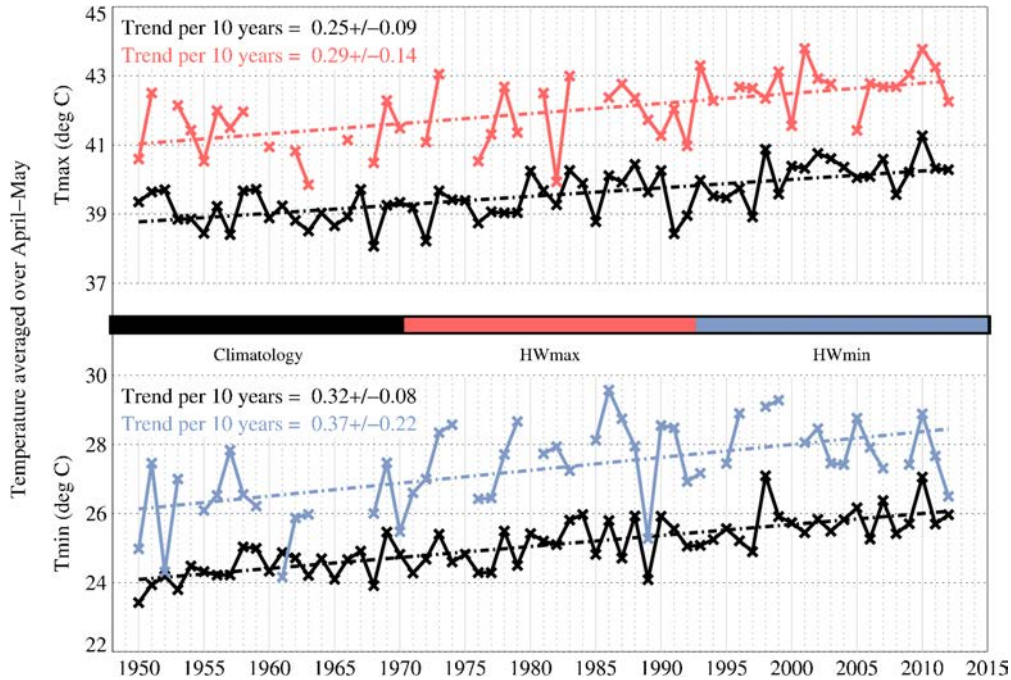 Temperature averaged over April−May
Tmax (deg C)
45
43
41
39
37
Trend per 10 years = 0.25+/−0.09
Trend per 10 years = 0.29+/−0.14
Climatology HWmax HWmin
Tmin (deg C)
30
28
26
24
22
Trend per 10 years = 0.32+/−0.08
Trend per 10 years = 0.37+/−0.22
1950 1955 1960 1965 1970 1975 1980 1985 1990 1995 2000 2005 2010 2015